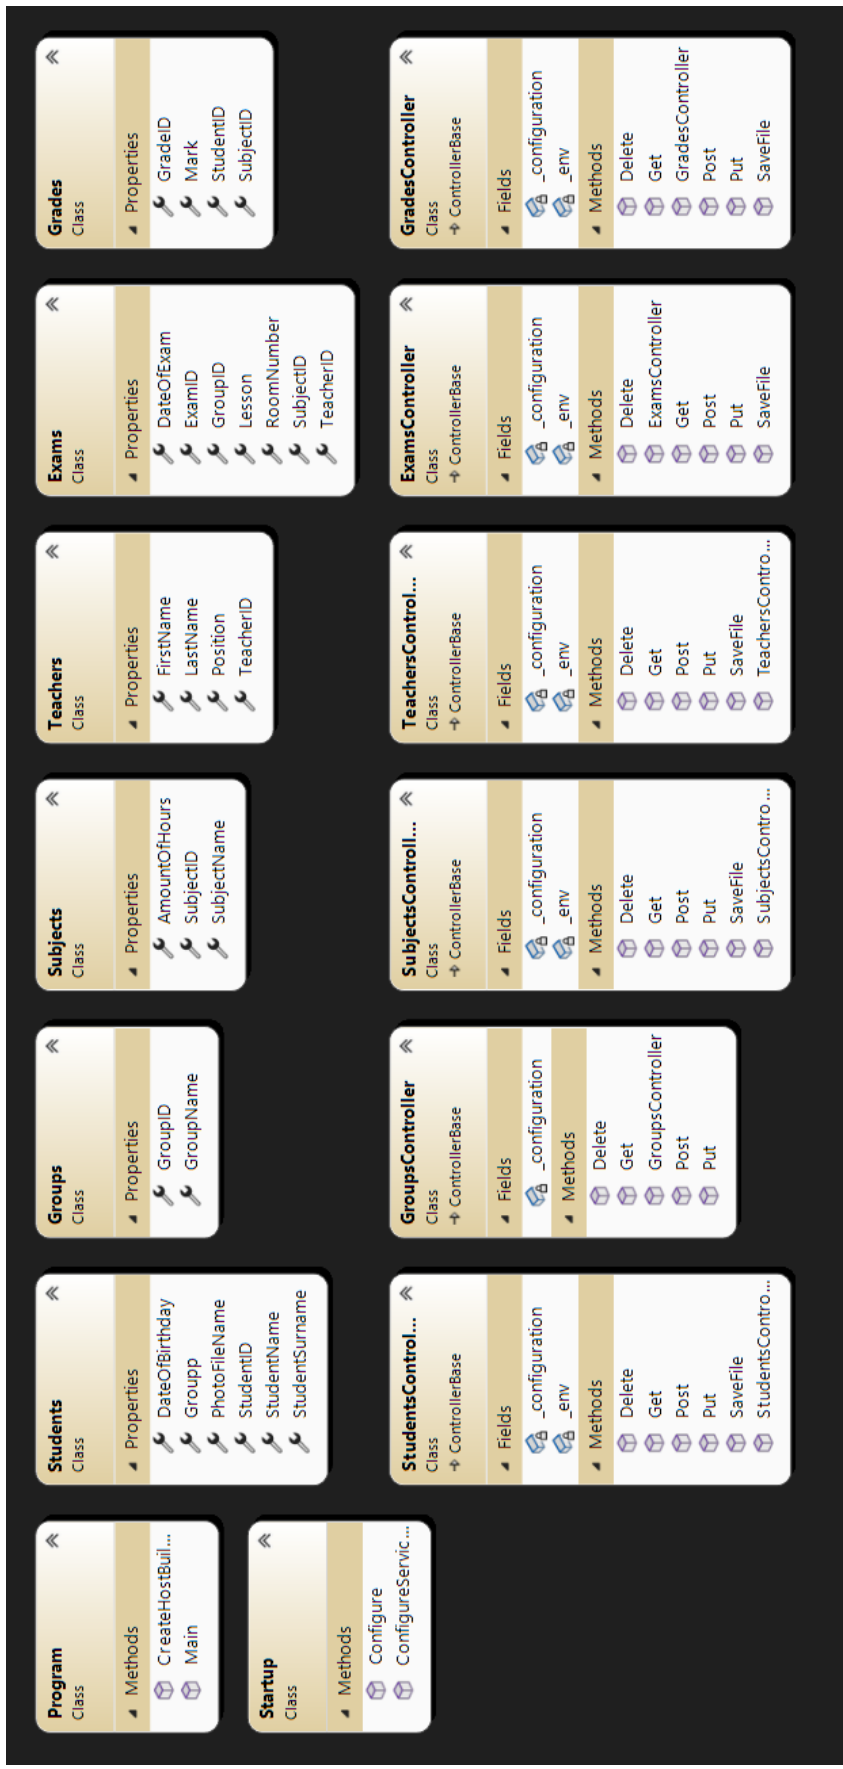 Program
Class
Methods
CreateHostBuil...
Main
Startup
Class
Methods
Configure
ConfigureServic...
Students
Class
Properties
DateOfBirthday
Groupp
PhotoFileName
StudentID
StudentName
StudentSurname
StudentsControl...
Class
ControllerBase
Fields
_configuration
_env
Methods
Delete
Get
Post
Put
SaveFile
StudentsContro...
Groups
Class
Properties
GroupID
GroupName
GroupsController
Class
ControllerBase
Fields
_configuration
Methods
Delete
Get
GroupsController
Post
Put
Subjects
Class
Properties
AmountOfHours
SubjectID
SubjectName
SubjectsControll...
Class
ControllerBase
Fields
_configuration
_env
Methods
Delete
Get
Post
Put
SaveFile
SubjectsContro...
Teachers
Class
Properties
FirstName
LastName
Position
TeacherID
TeachersControl...
Class
ControllerBase
Fields
_configuration
_env
Methods
Delete
Get
Post
Put
SaveFile
TeachersContro...
Exams
Class
Properties
DateOfExam
ExamID
GroupID
Lesson
RoomNumber
SubjectID
TeacherID
ExamsController
Class
ControllerBase
Fields
_configuration
_env
Methods
Delete
ExamsController
Get
Post
Put
SaveFile
Grades
Class
Properties
GradeID
Mark
StudentID
SubjectID
GradesController
Class
ControllerBase
Fields
_configuration
_env
Methods
Delete
Get
GradesController
Post
Put
SaveFile